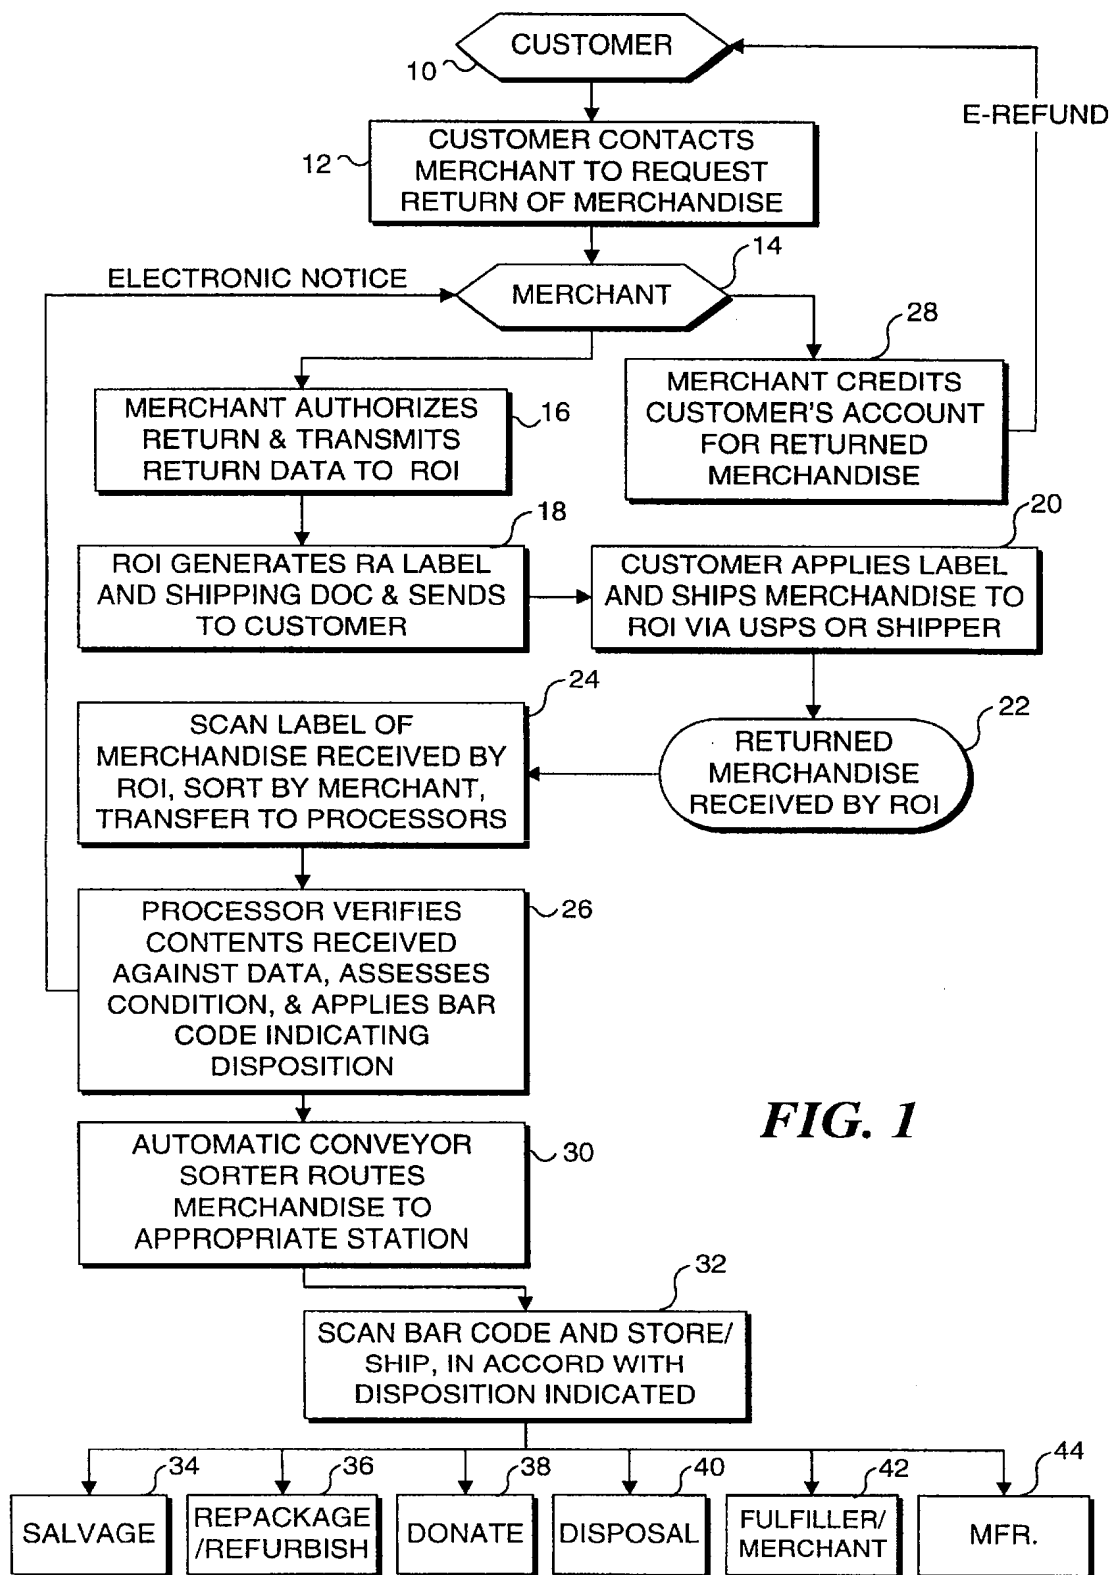 CUSTOMER
10
E-REFUND
CUSTOMER CONTACTS
MERCHANT TO REQUEST
RETURN OF MERCHANDISE
12
14
ELECTRONIC NOTICE
MERCHANT
28
MERCHANT CREDITS
CUSTOMER'S ACCOUNT
FOR RETURNED
MERCHANDISE
MERCHANT AUTHORIZES
RETURN & TRANSMITS
RETURN DATA TO ROI
16
18
ROI GENERATES RA LABEL
AND SHIPPING DOC & SENDS
TO CUSTOMER
20
CUSTOMER APPLIES LABEL
AND SHIPS MERCHANDISE TO
ROI VIA USPS OR SHIPPER
24
SCAN LABEL OF
MERCHANDISE RECEIVED BY
ROI, SORT BY MERCHANT,
TRANSFER TO PROCESSORS
22
RETURNED
MERCHANDISE
RECEIVED BY ROI
26
PROCESSOR VERIFIES
CONTENTS RECEIVED
AGAINST DATA, ASSESSES
CONDITION, & APPLIES BAR
CODE INDICATING
DISPOSITION
FIG. 1
AUTOMATIC CONVEYOR
SORTER ROUTES
MERCHANDISE TO
APPROPRIATE STATION
30
32
SCAN BAR CODE AND STORE/
SHIP, IN ACCORD WITH
DISPOSITION INDICATED
34
SALVAGE
36
REPACKAGE
/REFURBISH
38
DONATE
40
DISPOSAL
42
FULFILLER/
MERCHANT
44
MFR.